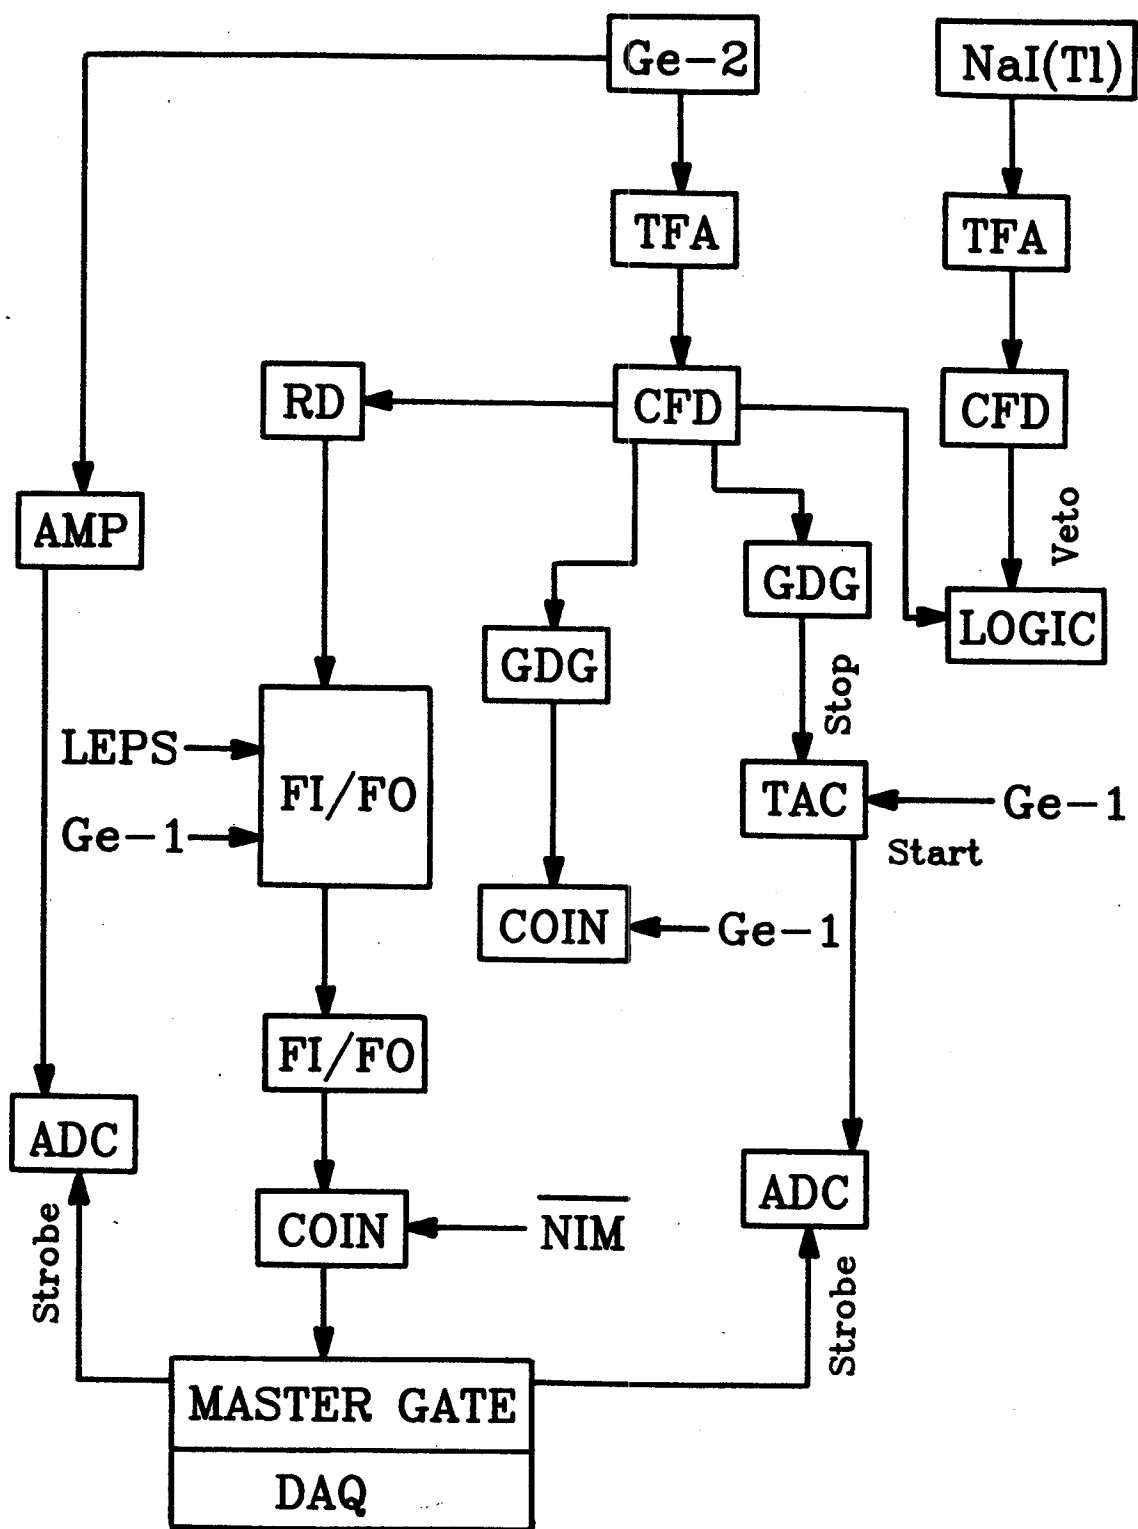 Ge-2
NaI(Tl)
TFA
TFA
RD
CFD
CFD
AMP
Veto
GDG
LOGIC
GDG
Stop
LEPS
FI/FO
TAC
Ge-1
Ge-1
Start
COIN
Ge-1
FI/FO
ADC
ADC
Strobe
COIN
NIM
Strobe
MASTER GATE
DAQ